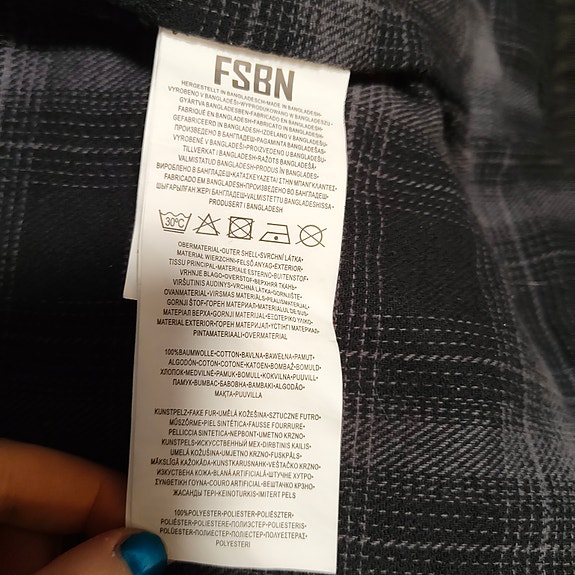 FSBN
HERGESTELLT IN BANGLADESCH•MADE IN BANGLADESH•
VYROBENO V BANGLADÉŠI•WYPRODUKOWANO W BANGLADESZU•
GYÁRTVA BANGLADESBEN•FABRICADO EN BANGLADESH•
FABRIQUÉ EN BANGLADESH•FABBRICATO IN BANGLADESH•
GEFABRICEERD IN BANGLADESH•IZDELANO V BANGLADEŠU•
ПРОИЗВЕДЕНО В БАНГЛАДЕШ•PAGAMINTA BANGLADEŠAS•
VYROBENÉ V BANGLADÉŠI•PROIZVEDENO U BANGLADEŠU•
TILLVERKAT I BANGLADESH•RAŽOTS BANGLADEŠĀ•
VALMISTATUD BANGLADESH•PRODUS ÎN BANGLADES•
ВИРОБЛЕНО В БАНГЛАДЕШ•ΚΑΤΑΣΚΕΥΑΖΕΤΑΙ ΣΤΗΝ ΜΠΑΝΓΚΛΑΝΤΕΣ•
FABRICADO EM BANGLADESH•ПРОИЗВЕДЕНО ВО БАНГЛАДЕШ•
ШЫҒАРЫЛҒАН ЖЕРІ БАНГЛАДЕШ•VALMISTETTU BANGLADESHISSA•
PRODUSERT I BANGLADESH
30°C
OBERMATERIAL•OUTER SHELL•SVRCHNÍ LÁTKA•
MATERIAŁ WIERZCHNI•FELSŐ ANYAG•EXTERIOR•
TISSU PRINCIPAL•MATERIALE ESTERNO•BUITENSTOF•
VRHNJE BLAGO•OVERSTOF•ВЕРХНЯЯ ТКАНЬ•
VIRŠUTINIS AUDINYS•VRCHNÁ LÁTKA•GORNJIŠTE•
OVANMATERIAL•VIRSMAS MATERIĀLS•PEALISMATERJAL•
GORNJI ŠTOF•ГОРЕН МАТЕРИАЛ•MATERIAL DE SUS•
МАТЕРІАЛ ВЕРХА•GORNJI MATERIJAL•ΕΞΩΤΕΡΙΚΟ ΥΛΙΚΟ•
MATERIAL EXTERIOR•ГОРЕН МАТЕРИЈАЛ•ҮСТІҢГІ МАТЕРИАЛ•
PINTAMATERIAALI•OVERMATERIAL
100%BAUMWOLLE•COTTON•BAVLNA•BAWEŁNA•PAMUT•
ALGODÓN•COTON•COTONE•KATOEN•BOMBAŽ•BOMULD•
ХЛОПОК•MEDVILNĖ•PAMUK•BOMULL•KOKVILNA•PUUVILL•
ПАМУК•BUMBAC•БАВОВНА•ΒΑΜΒΑΚΙ•ALGODÃO•
МАҚТА•PUUVILLA
KUNSTPELZ•FAKE FUR•UMĚLÁ KOŽEŠINA•SZTUCZNE FUTRO•
MŰSZŐRME•PIEL SINTÉTICA•FAUSSE FOURRURE•
PELLICCIA SINTETICA•NEPBONT•UMETNO KRZNO•
KUNSTPELS•ИСКУССТВЕННЫЙ МЕХ•DIRBTINIS KAILIS•
UMELÁ KOŽUŠINA•UMJETNO KRZNO•FUSKPÄLS•
MĀKSLĪGĀ KAŽOKĀDA•KUNSTKARUSNAHK•VEŠTAČKO KRZNO•
ИЗКУСТВЕНА КОЖА•BLANĂ ARTIFICIALĂ•ШТУЧНЕ ХУТРО•
ΣΥΝΘΕΤΙΚΗ ΓΟΥΝΑ•COURO ARTIFICIAL•ВЕШТАЧКО КРЗНО•
ЖАСАНДЫ ТЕРІ•KEINOTURKIS•IMITERT PELS
100%POLYESTER•POLIESTER•POLIÉSZTER•
POLIÉSTER•POLIESTERE•ПОЛИЭСТЕР•POLIESTERIS•
POLÜESTER•ПОЛИЕСТЕР•ПОЛІЕСТЕР•
POLYESTERI